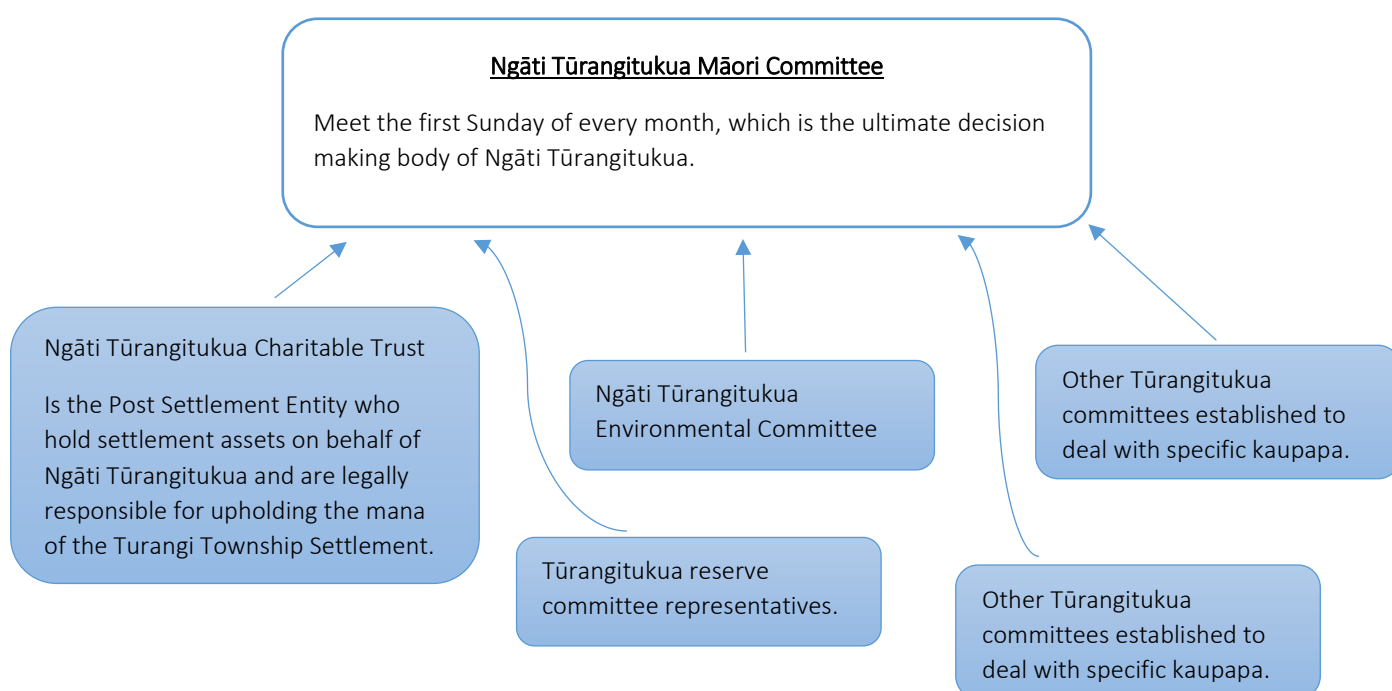 Ngāti Tūrangitukua Māori Committee
Meet the first Sunday of every month, which is the ultimate decision
making body of Ngāti Tūrangitukua.
Ngāti Tūrangitukua Charitable Trust
Is the Post Settlement Entity who
hold settlement assets on behalf of
Ngāti Tūrangitukua and are legally
responsible for upholding the mana
of the Turangi Township Settlement.
Tūrangitukua reserve
committee representatives.
Ngāti Tūrangitukua
Environmental Committee
Other Tūrangitukua
committees established to
deal with specific kaupapa.
Other Tūrangitukua
committees established to
deal with specific kaupapa.